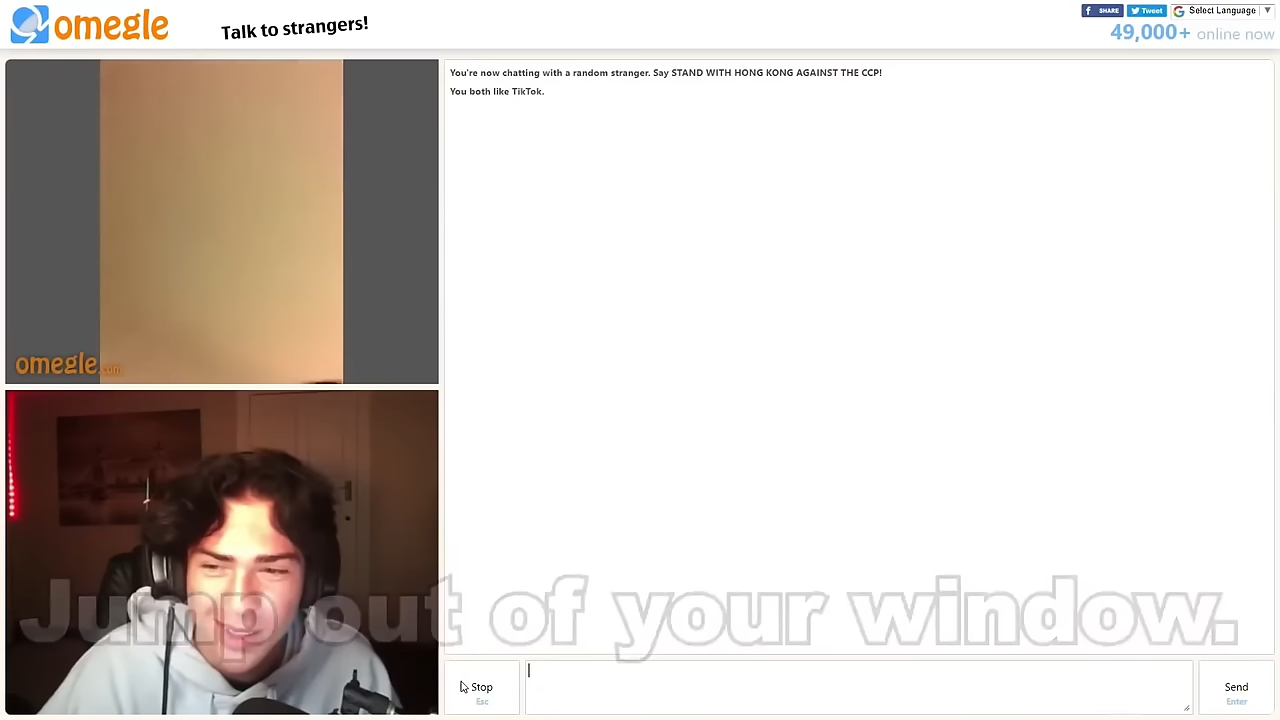 omegle
Talk to strangers!
SHARE
Tweet
G Select Language ▼
49,000+ online now
You're now chatting with a random stranger. Say STAND WITH HONG KONG AGAINST THE CCP!
You both like TikTok.
omegle.com
Jump out of your window.
Stop
Esc
Send
Enter